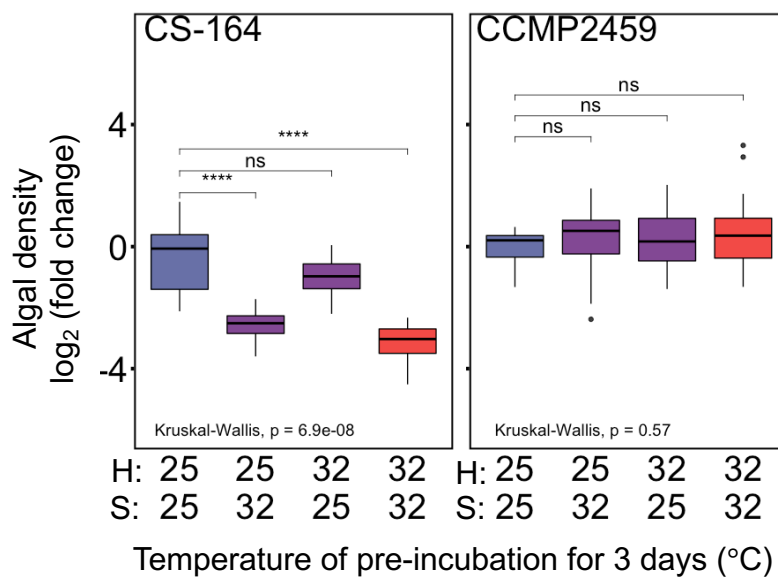 CS-164
CCMP2459
Algal density
log2 (fold change)
4
0
-4
****
ns
****
ns
ns
ns
Kruskal-Wallis, p = 6.9e-08
Kruskal-Wallis, p = 0.57
H: 25 25 32 32
S: 25 32 25 32
H: 25 25 32 32
S: 25 32 25 32
Temperature of pre-incubation for 3 days (°C)